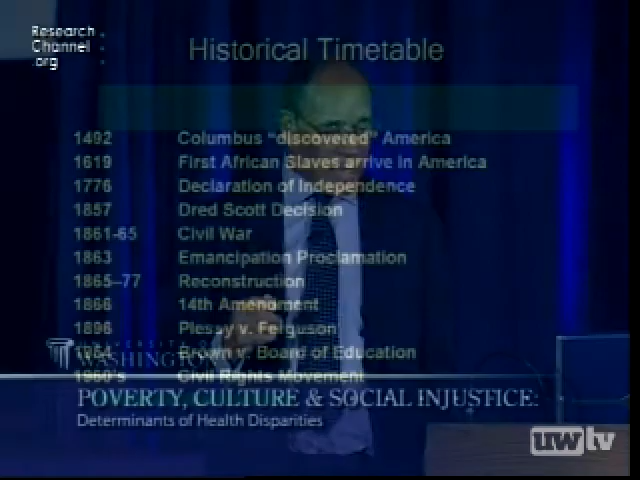 Research
Channel
.org
Historical Timetable
1492 Columbus "discovered" America
1619 First African Slaves arrive in America
1776 Declaration of Independence
1857 Dred Scott Decision
1861-65 Civil War
1863 Emancipation Proclamation
1865–77 Reconstruction
1866 14th Amendment
1896 Plessy v. Ferguson
UNIVERSITY OF
WASHINGTON
1954 Brown v. Board of Education
1960's Civil Rights Movement
POVERTY, CULTURE & SOCIAL INJUSTICE:
Determinants of Health Disparities
uwtv